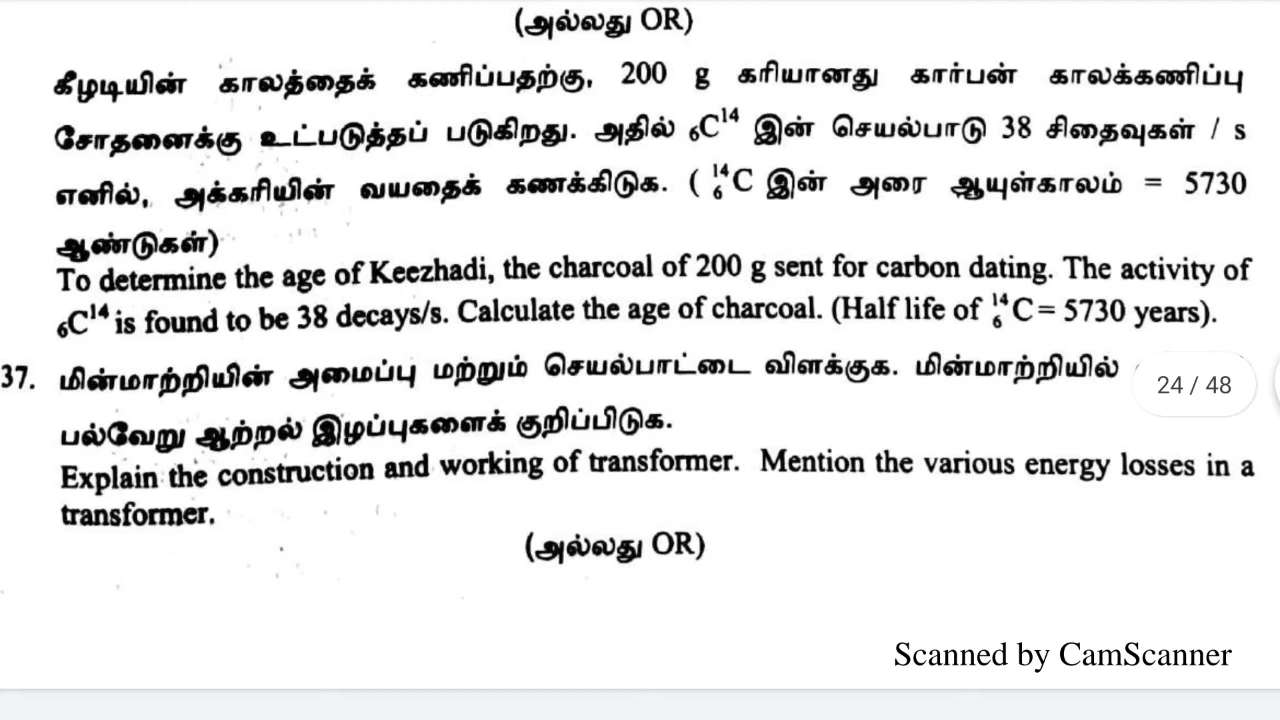 (அல்லது OR)
கீழடியின் காலத்தைக் கணிப்பதற்கு, 200 g கரியானது கார்பன் காலக்கணிப்பு
சோதனைக்கு உட்படுத்தப் படுகிறது. அதில் ₆C¹⁴ இன் செயல்பாடு 38 சிதைவுகள் / s
எனில், அக்கரியின் வயதைக் கணக்கிடுக. ( ¹⁴₆C இன் அரை ஆயுள்காலம் = 5730
ஆண்டுகள்)
To determine the age of Keezhadi, the charcoal of 200 g sent for carbon dating. The activity of
₆C¹⁴ is found to be 38 decays/s. Calculate the age of charcoal. (Half life of ¹⁴₆C= 5730 years).
37. மின்மாற்றியின் அமைப்பு மற்றும் செயல்பாட்டை விளக்குக. மின்மாற்றியில்
24 / 48
பல்வேறு ஆற்றல் இழப்புகளைக் குறிப்பிடுக.
Explain the construction and working of transformer. Mention the various energy losses in a
transformer.
(அல்லது OR)
Scanned by CamScanner